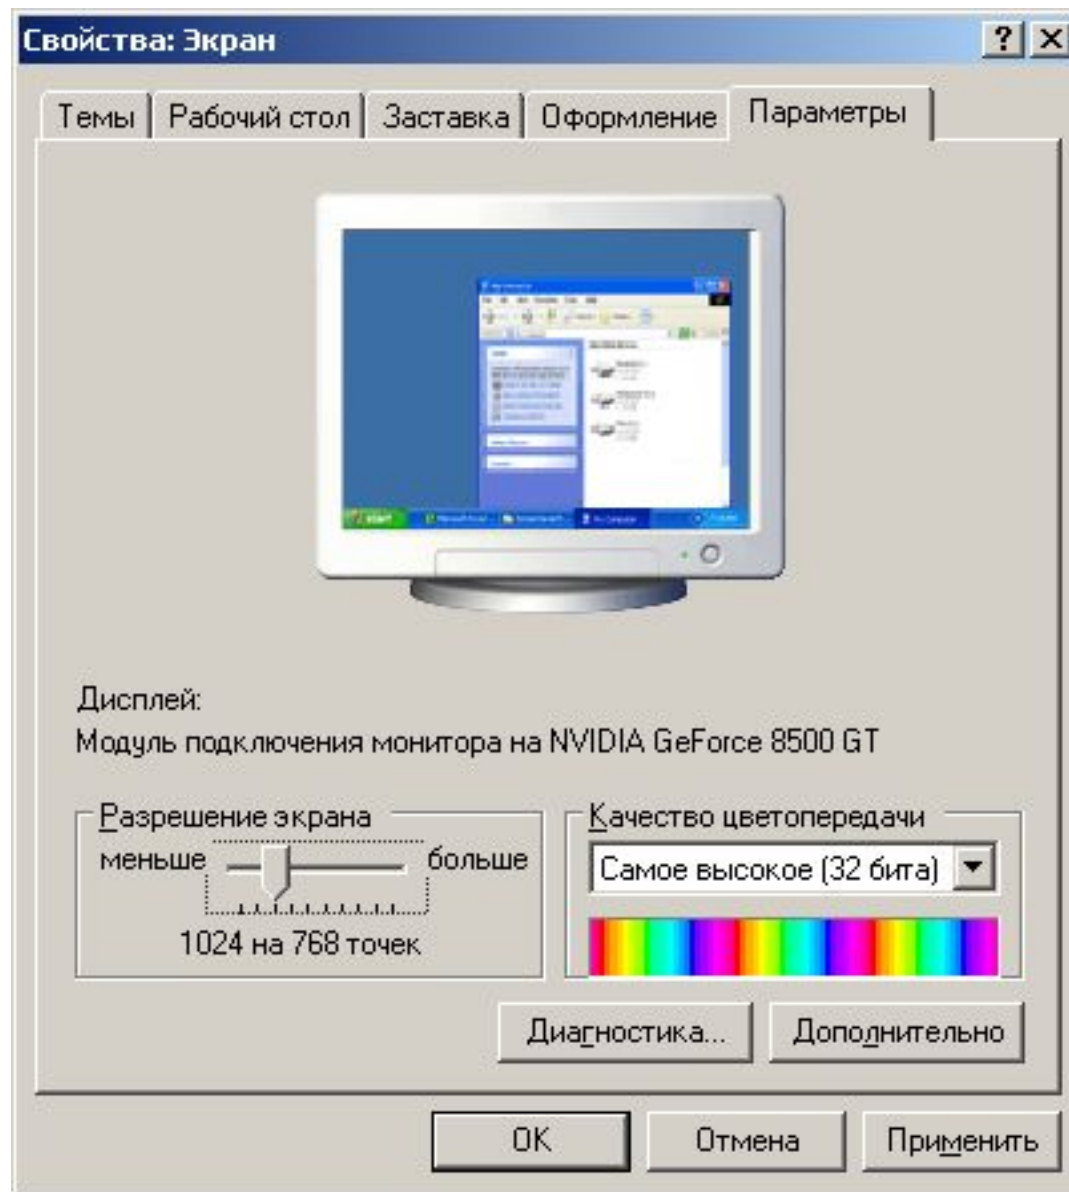 Свойства: Экран
Темы Рабочий стол Заставка Оформление Параметры
Дисплей:
Модуль подключения монитора на NVIDIA GeForce 8500 GT
Разрешение экрана
меньше больше
1024 на 768 точек
Качество цветопередачи
Самое высокое (32 бита)
Диагностика... Дополнительно
OK Отмена Применить